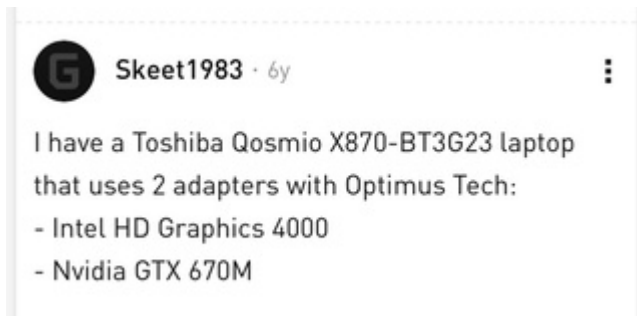 G
Skeet1983 · 6y
I have a Toshiba Qosmio X870-BT3G23 laptop
that uses 2 adapters with Optimus Tech:
- Intel HD Graphics 4000
- Nvidia GTX 670M